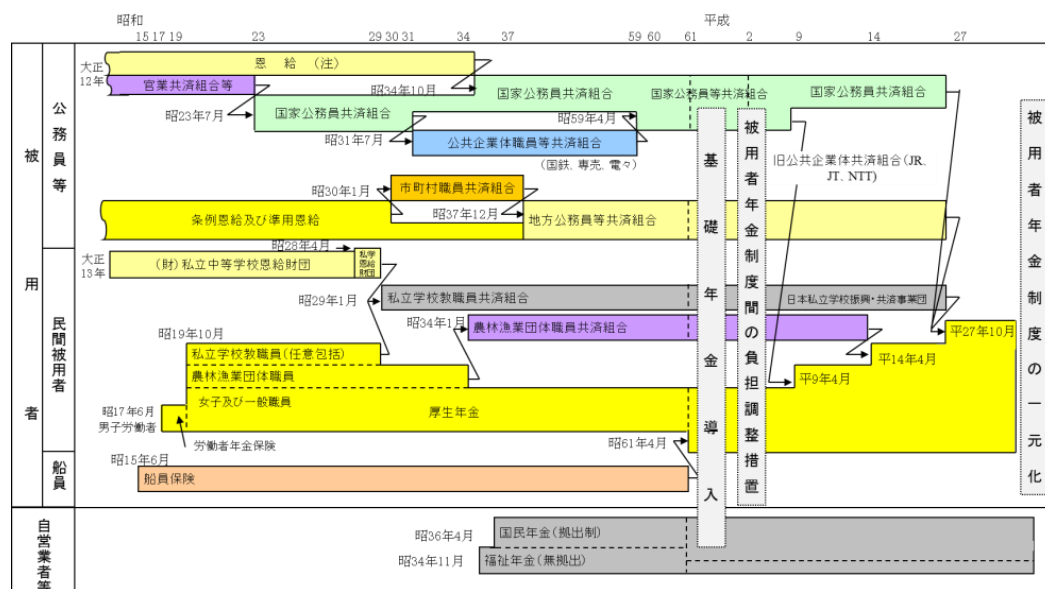 昭和
平成
15 17 19 23 29 30 31 34 37 59 60 61 2 9 14 27
大正
12年
恩 給 (注)
官業共済組合等
昭34年10月
昭23年7月
国家公務員共済組合
国家公務員共済組合
国家公務員等共済組合
国家公務員共済組合
昭59年4月
昭31年7月
公共企業体職員等共済組合
(国鉄、専売、電々)
旧公共企業体共済組合(JR、
JT、NTT)
昭30年1月
市町村職員共済組合
昭37年12月
条例恩給及び準用恩給
地方公務員等共済組合
昭28年4月
大正
13年
(財)私立中等学校恩給財団
私学
恩給
財団
昭29年1月
私立学校教職員共済組合
日本私立学校振興・共済事業団
昭34年1月
農林漁業団体職員共済組合
昭19年10月
平27年10月
私立学校教職員(任意包括)
平14年4月
農林漁業団体職員
平9年4月
女子及び一般職員
厚生年金
昭17年6月
男子労働者
労働者年金保険
昭61年4月
昭15年6月
船員保険
昭36年4月
国民年金(拠出制)
昭34年11月
福祉年金(無拠出)
被用者
公務員等
民間被用者
船員
自営業者等
基礎年金導入
被用者年金制度間の負担調整措置
被用者年金制度の一元化